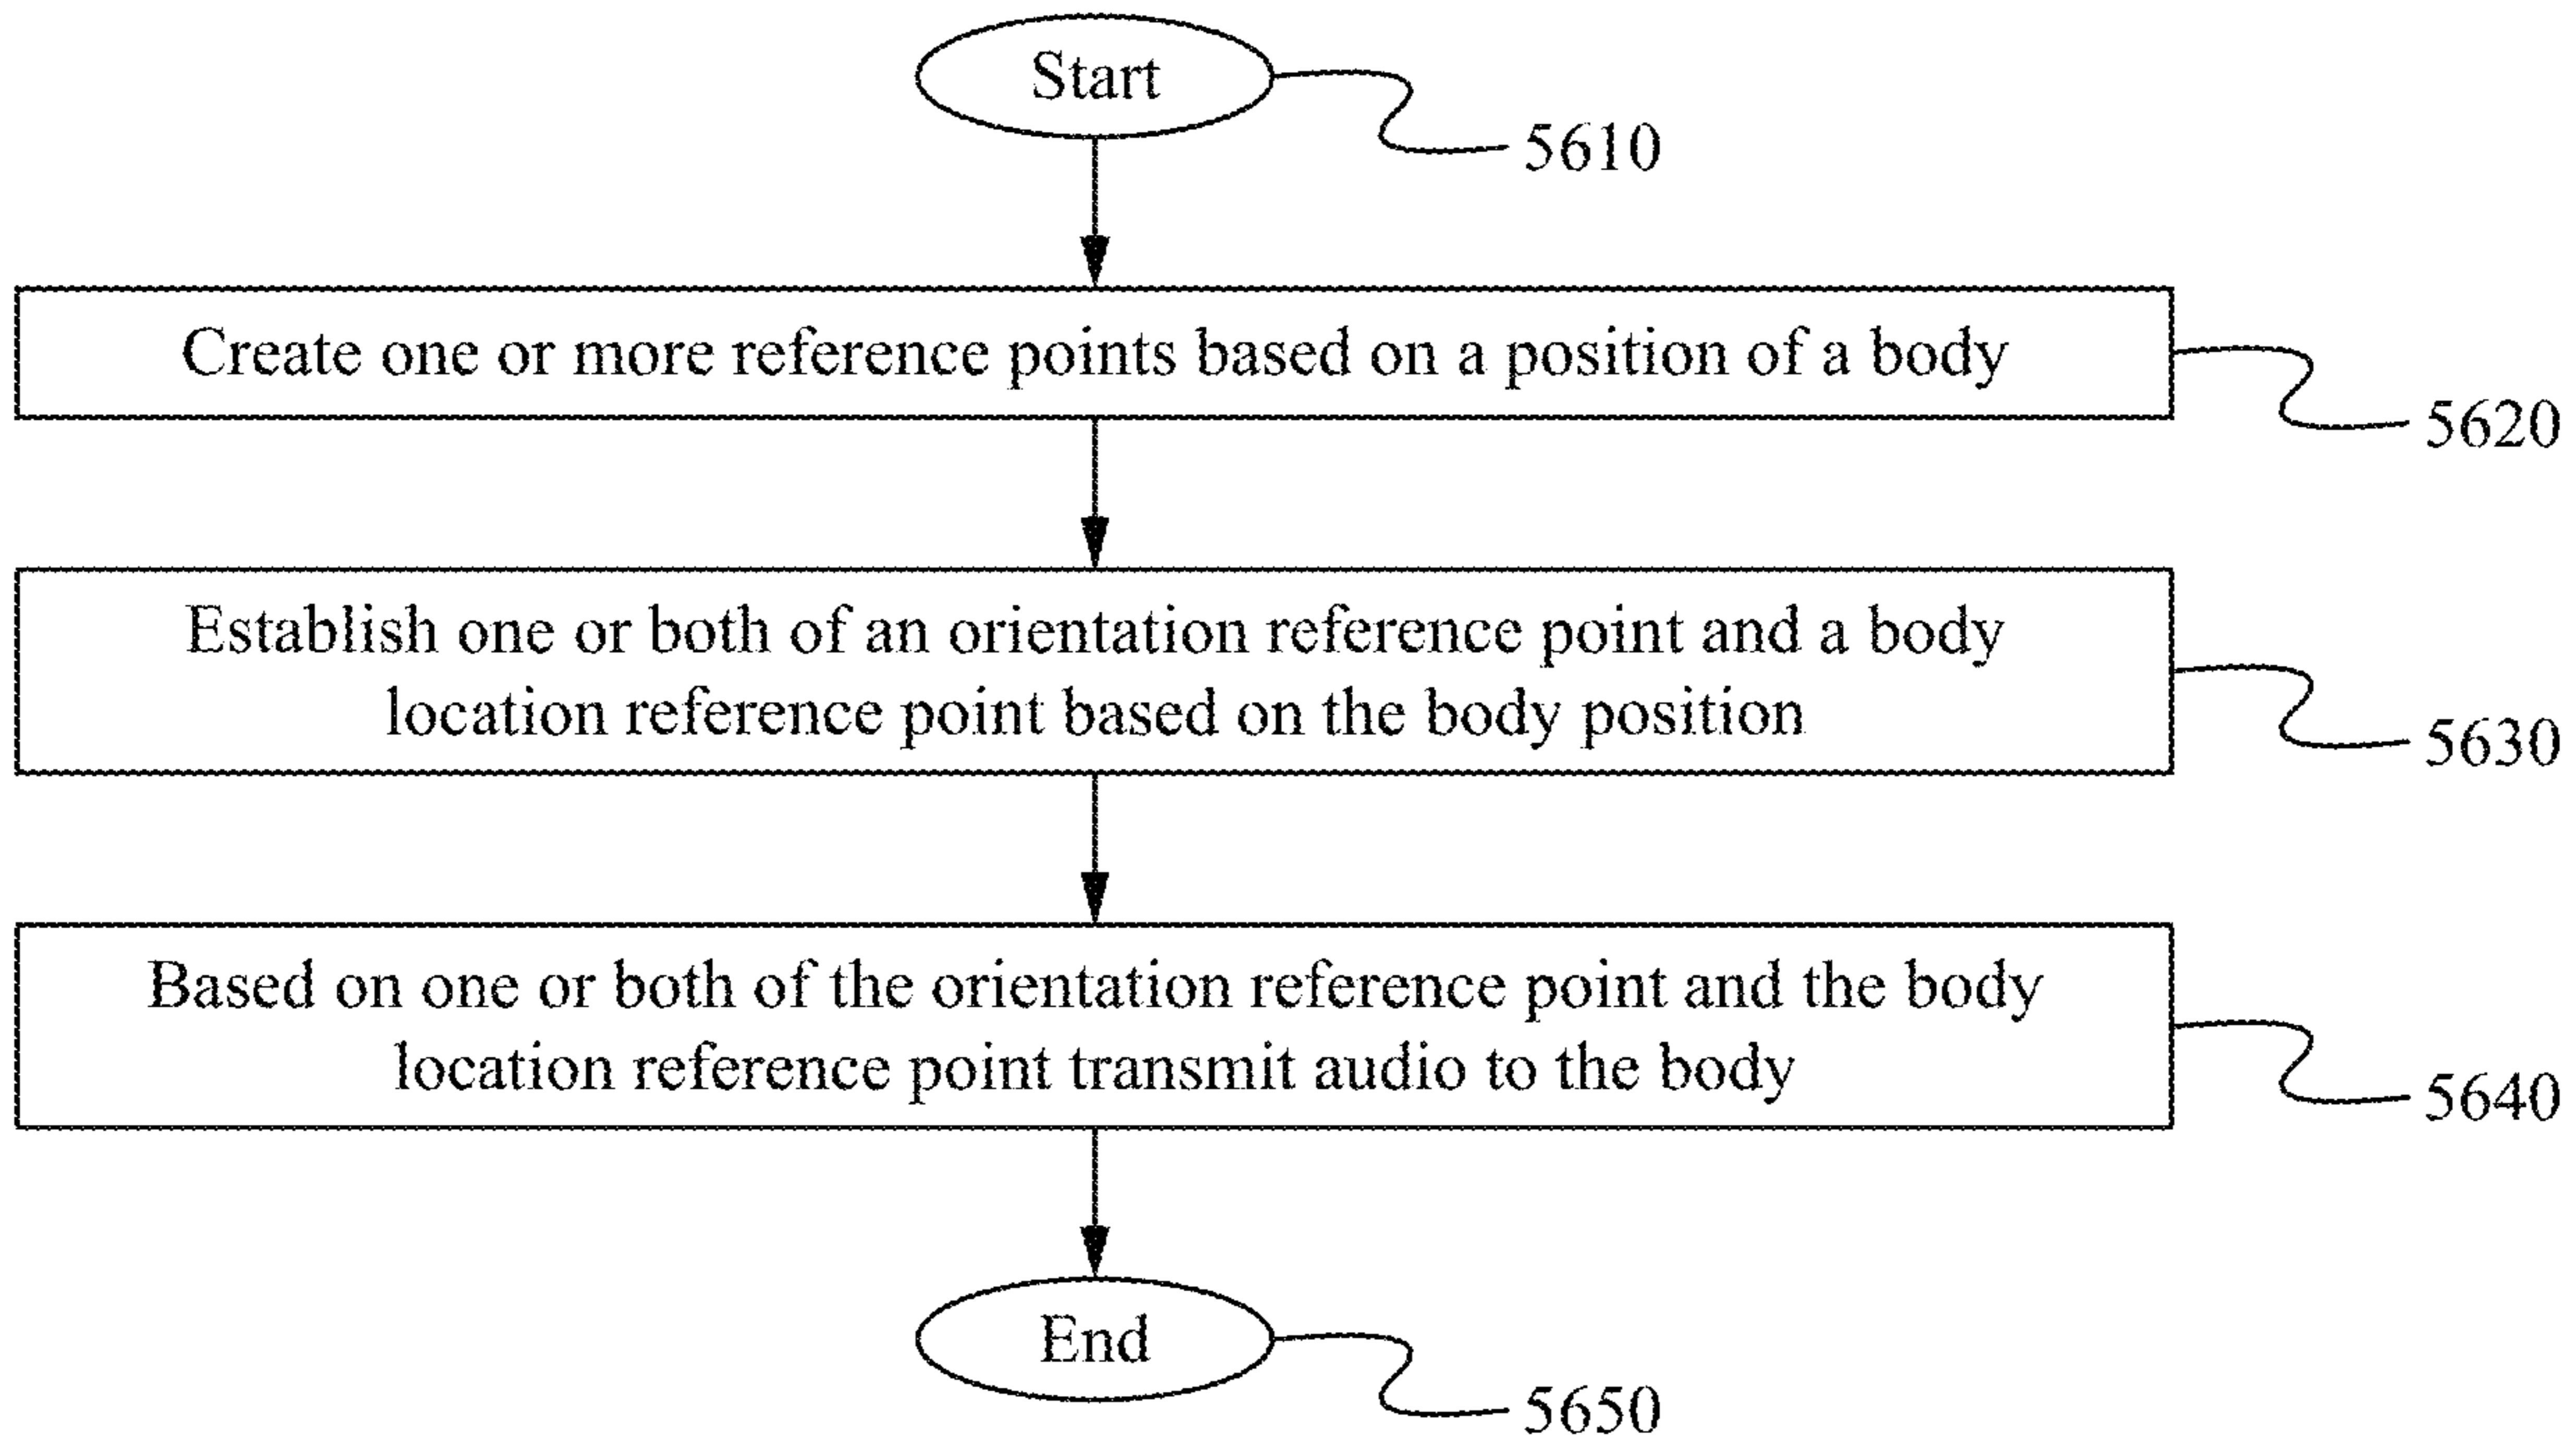 Start
5610
Create one or more reference points based on a position of a body
5620
Establish one or both of an orientation reference point and a body
location reference point based on the body position
5630
Based on one or both of the orientation reference point and the body
location reference point transmit audio to the body
5640
End
5650